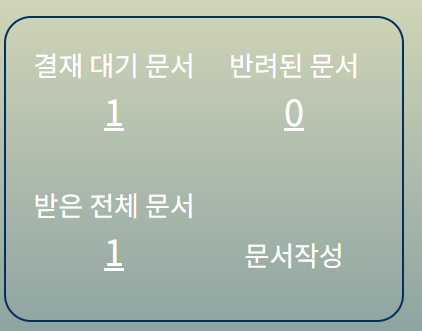 결재 대기 문서
반려된 문서
1
0
받은 전체 문서
1
문서작성